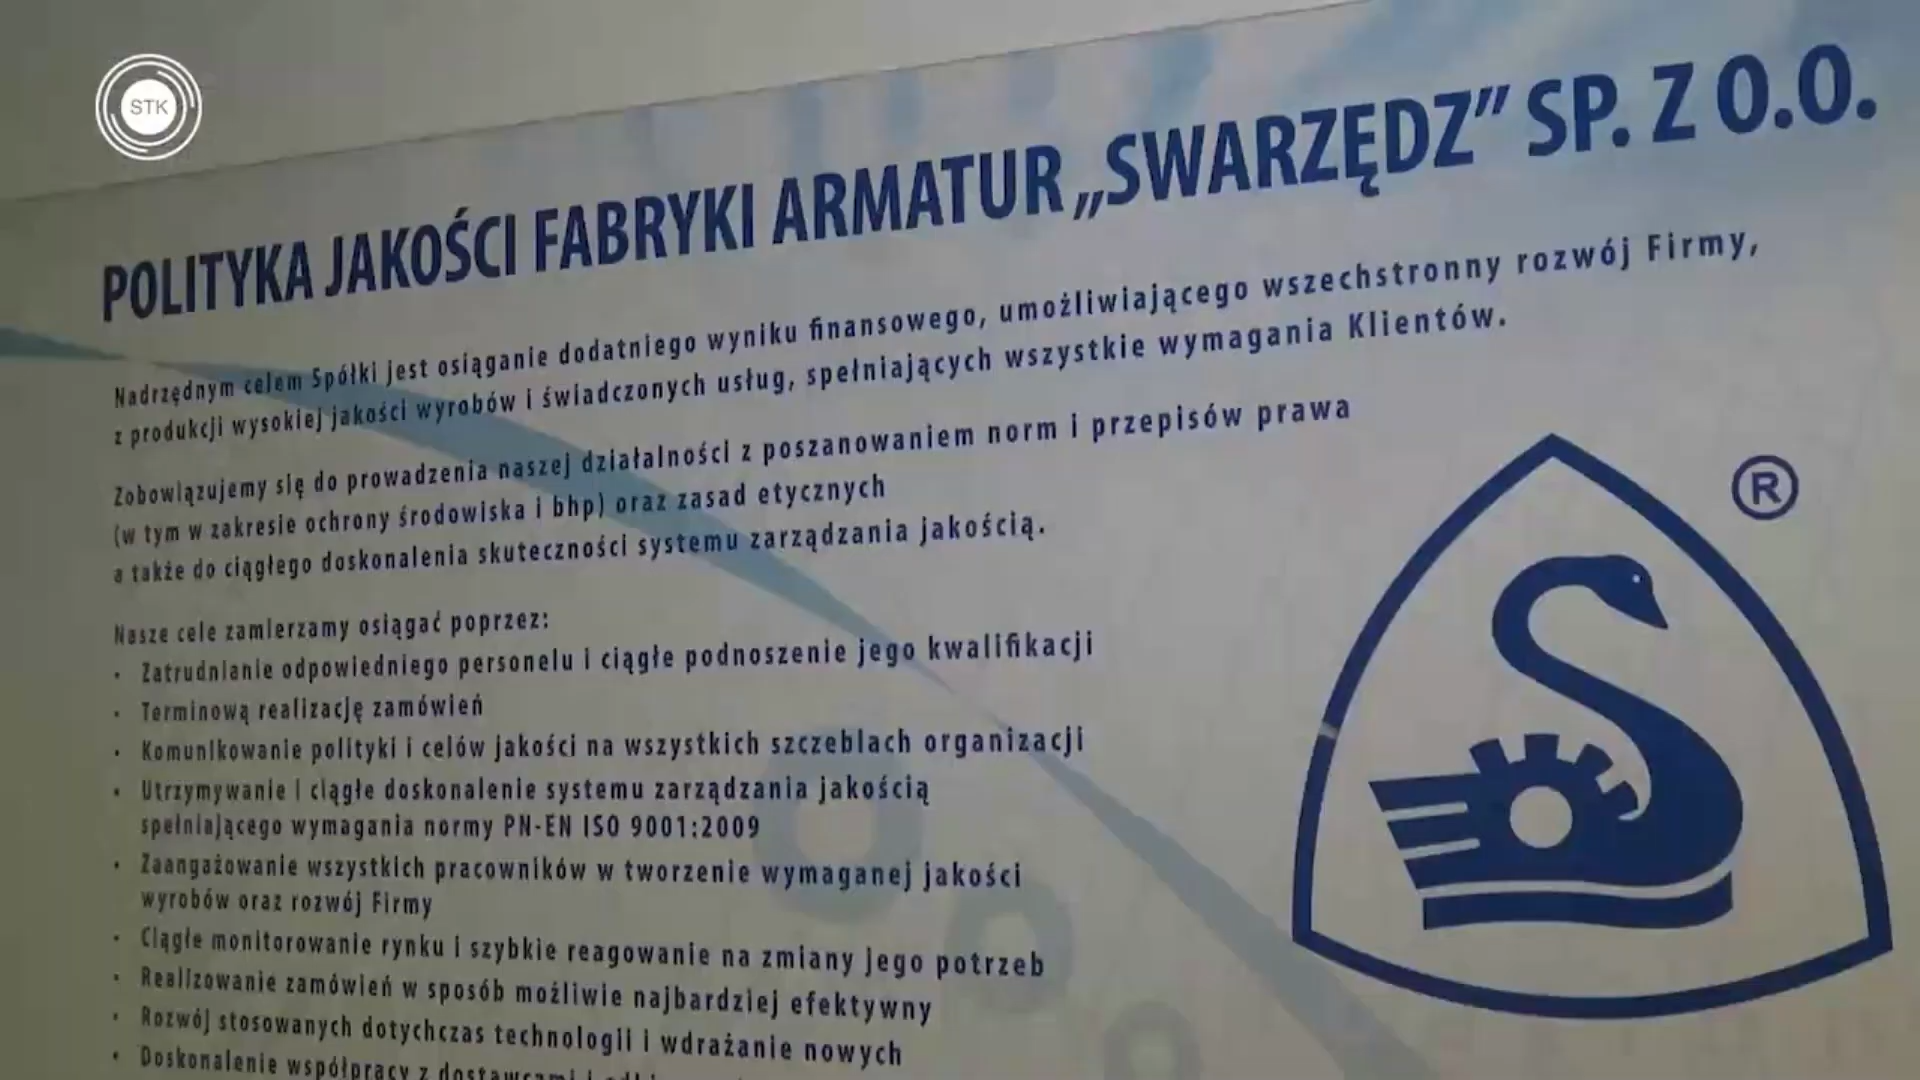 STK
POLITYKA JAKOŚCI FABRYKI ARMATUR „SWARZĘDZ” SP. Z O.O.
Nadrzędnym celem Spółki jest osiąganie dodatniego wyniku finansowego, umożliwiającego wszechstronny rozwój Firmy,
z produkcji wysokiej jakości wyrobów i świadczonych usług, spełniających wszystkie wymagania Klientów.
Zobowiązujemy się do prowadzenia naszej działalności z poszanowaniem norm i przepisów prawa
(w tym w zakresie ochrony środowiska i bhp) oraz zasad etycznych
a także do ciągłego doskonalenia skuteczności systemu zarządzania jakością.
Nasze cele zamierzamy osiągać poprzez:
• Zatrudnianie odpowiedniego personelu i ciągłe podnoszenie jego kwalifikacji
• Terminową realizację zamówień
• Komunikowanie polityki i celów jakości na wszystkich szczeblach organizacji
• Utrzymywanie i ciągłe doskonalenie systemu zarządzania jakością
spełniającego wymagania normy PN-EN ISO 9001:2009
• Zaangażowanie wszystkich pracowników w tworzenie wymaganej jakości
wyrobów oraz rozwój Firmy
• Ciągłe monitorowanie rynku i szybkie reagowanie na zmiany jego potrzeb
• Realizowanie zamówień w sposób możliwie najbardziej efektywny
• Rozwój stosowanych dotychczas technologii i wdrażanie nowych
• Doskonalenie współpracy z dostawcami i
®